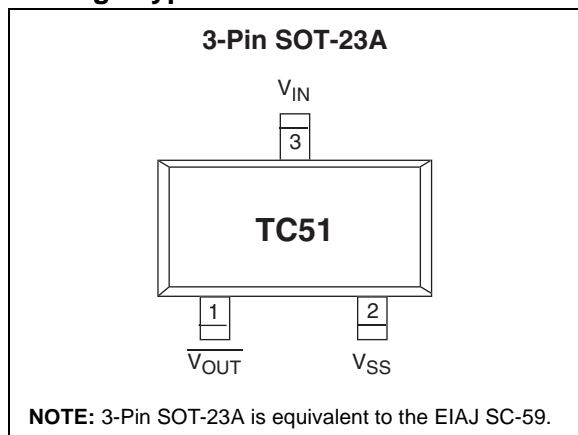 3-Pin SOT-23A
VIN
3
TC51
1 2
VOUT VSS
NOTE: 3-Pin SOT-23A is equivalent to the EIAJ SC-59.